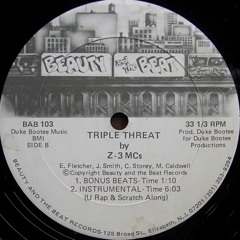 BEAUTY AND THE BEAT
BAB 103
Duke Bootee Music
BMI
SIDE B
33 1/3 RPM
Prod. Duke Bootee
for Duke Bootee
Productions
TRIPLE THREAT
by
Z-3 MCs
E. Fletcher, J. Smith, C. Storey, M. Caldwell
©Copyright Beauty and the Beat Records
1. BONUS BEATS-Time 1:10
2. INSTRUMENTAL-Time 6:03
(U Rap & Scratch Along)
BEAUTY AND THE BEAT RECORDS-125 Broad St., Elizabeth, N.J. 07201